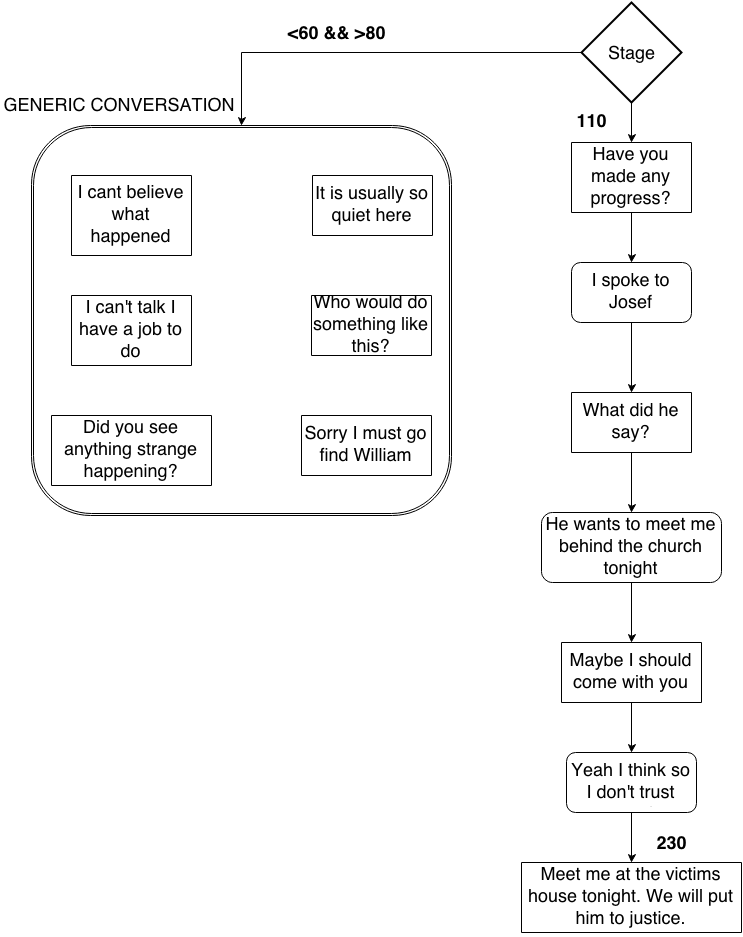 <60 && >80
Stage
GENERIC CONVERSATION
I cant believe
what
happened
It is usually so
quiet here
I can't talk I
have a job to
do
Who would do
something like
this?
Did you see
anything strange
happening?
Sorry I must go
find William
110
Have you
made any
progress?
I spoke to
Josef
What did he
say?
He wants to meet me
behind the church
tonight
Maybe I should
come with you
Yeah I think so
I don't trust
230
Meet me at the victims
house tonight. We will put
him to justice.